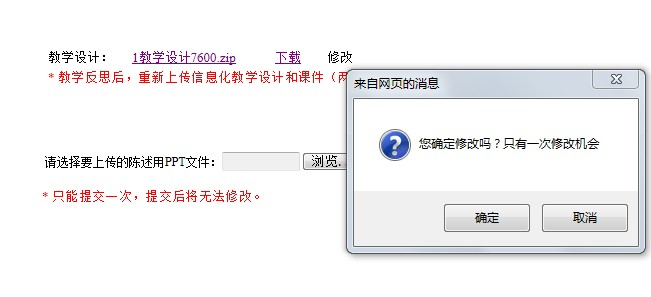 教学设计： 1教学设计7600.zip 下载 修改
* 教学反思后，重新上传信息化教学设计和课件（两
来自网页的消息
您确定修改吗？只有一次修改机会
请选择要上传的陈述用PPT文件： 浏览.
* 只能提交一次，提交后将无法修改。
确定 取消